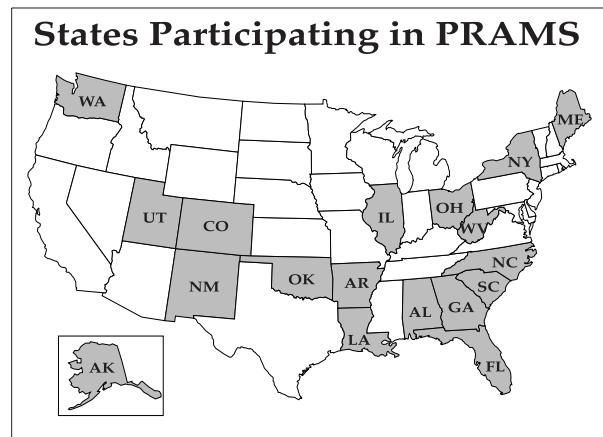 States Participating in PRAMS
WA
ME
NY
UT
CO
IL
OH
WV
NM
OK
AR
NC
SC
AL
GA
LA
FL
AK